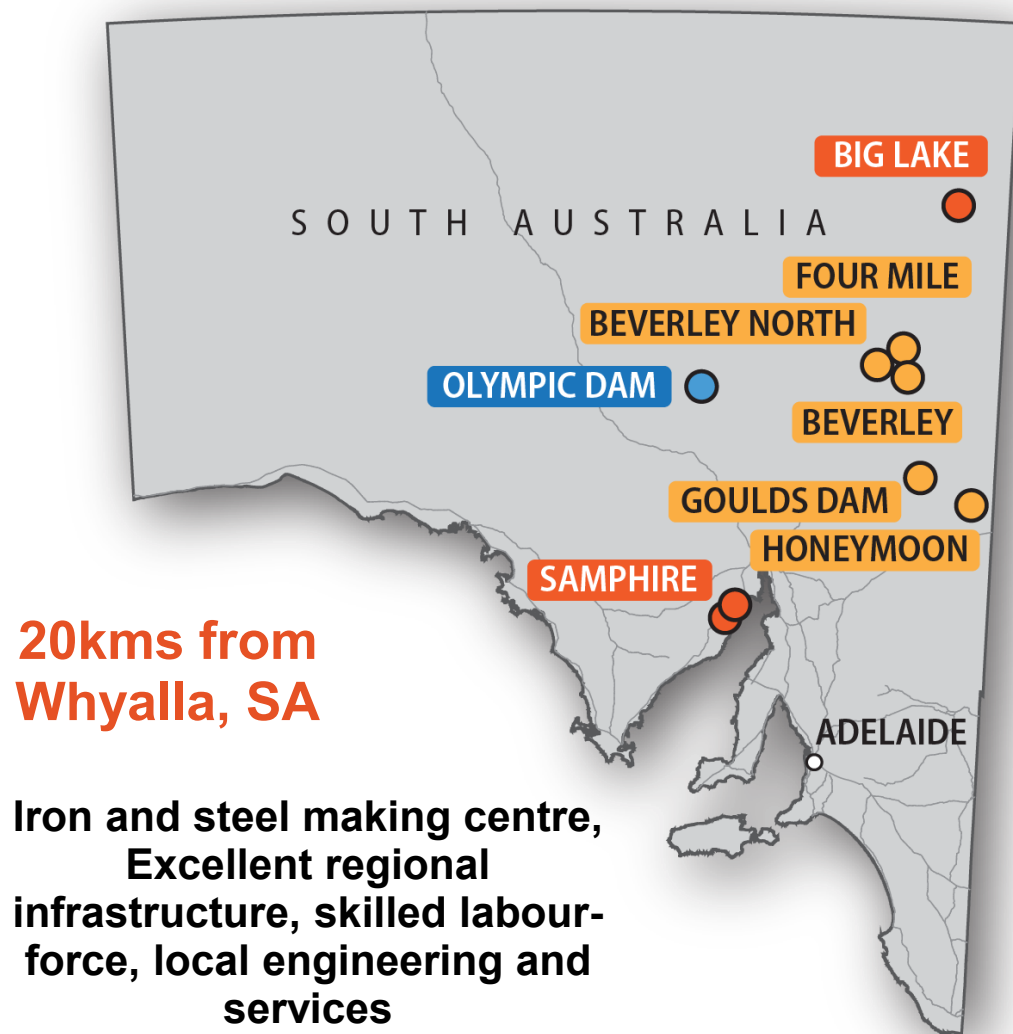 BIG LAKE
SOUTH AUSTRALIA
FOUR MILE
BEVERLEY NORTH
OLYMPIC DAM
BEVERLEY
GOULDS DAM
HONEYMOON
SAMPHIRE
20kms from
Whyalla, SA
ADELAIDE
Iron and steel making centre,
Excellent regional
infrastructure, skilled labour-
force, local engineering and
services